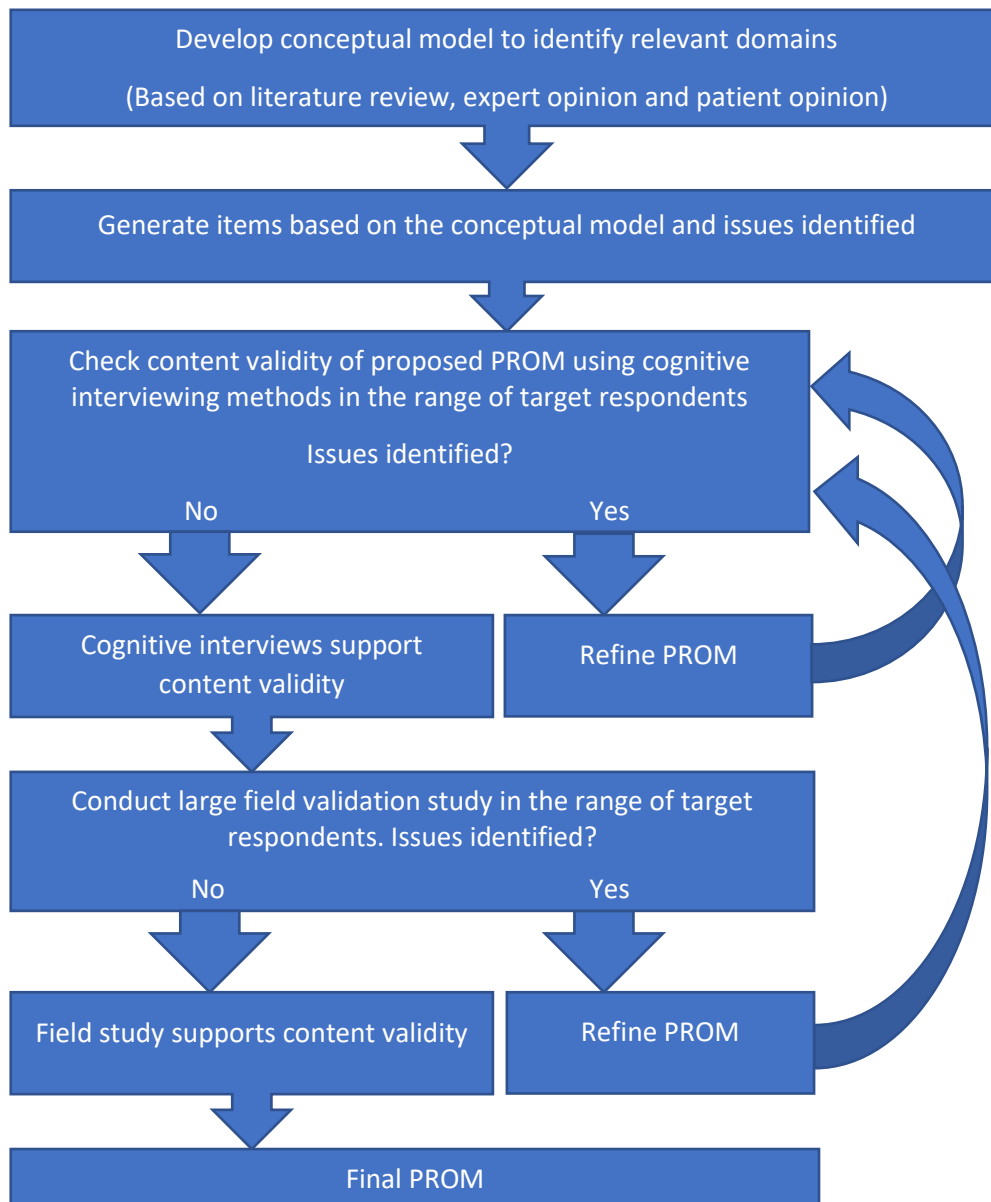 Develop conceptual model to identify relevant domains
(Based on literature review, expert opinion and patient opinion)
Generate items based on the conceptual model and issues identified
Check content validity of proposed PROM using cognitive
interviewing methods in the range of target respondents
Issues identified?
No
Yes
Cognitive interviews support
content validity
Refine PROM
Conduct large field validation study in the range of target
respondents. Issues identified?
No
Yes
Field study supports content validity
Refine PROM
Final PROM